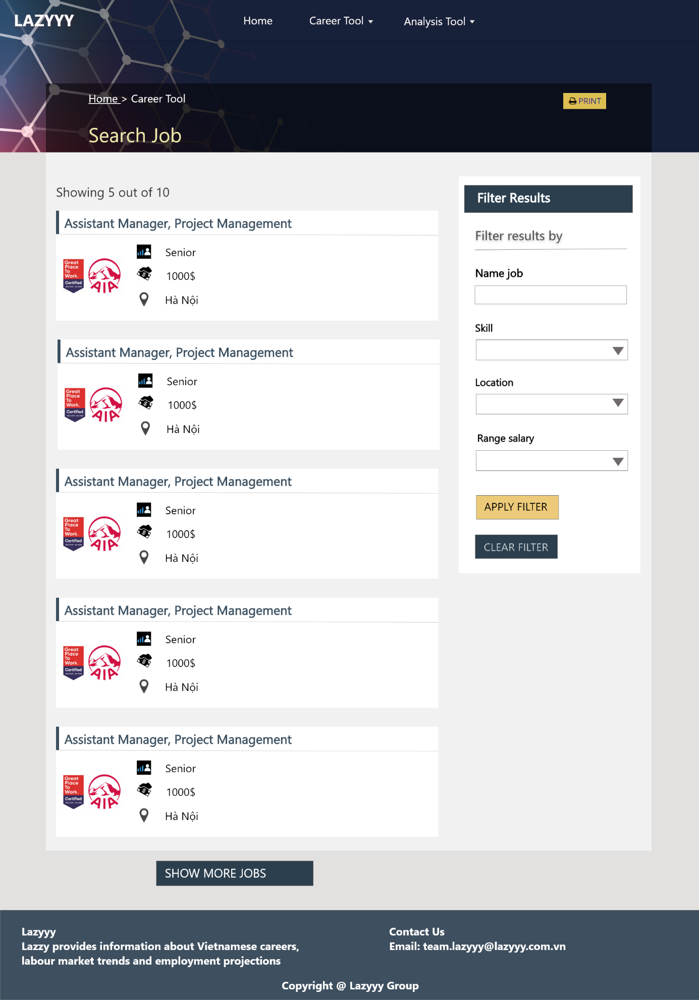 LAZYYY
Home
Career Tool
Analysis Tool
Home > Career Tool
PRINT
Search Job
Showing 5 out of 10
Assistant Manager, Project Management
Great
Place
To
Work.
Certified
AIA
Senior
1000$
Hà Nội
Assistant Manager, Project Management
Great
Place
To
Work.
Certified
AIA
Senior
1000$
Hà Nội
Assistant Manager, Project Management
Great
Place
To
Work.
Certified
AIA
Senior
1000$
Hà Nội
Assistant Manager, Project Management
Great
Place
To
Work.
Certified
AIA
Senior
1000$
Hà Nội
Assistant Manager, Project Management
Great
Place
To
Work.
Certified
AIA
Senior
1000$
Hà Nội
Filter Results
Filter results by
Name job
Skill
Location
Range salary
APPLY FILTER
CLEAR FILTER
SHOW MORE JOBS
Lazyyy
Lazzy provides information about Vietnamese careers,
labour market trends and employment projections
Contact Us
Email: team.lazyyy@lazyyy.com.vn
Copyright @ Lazyyy Group